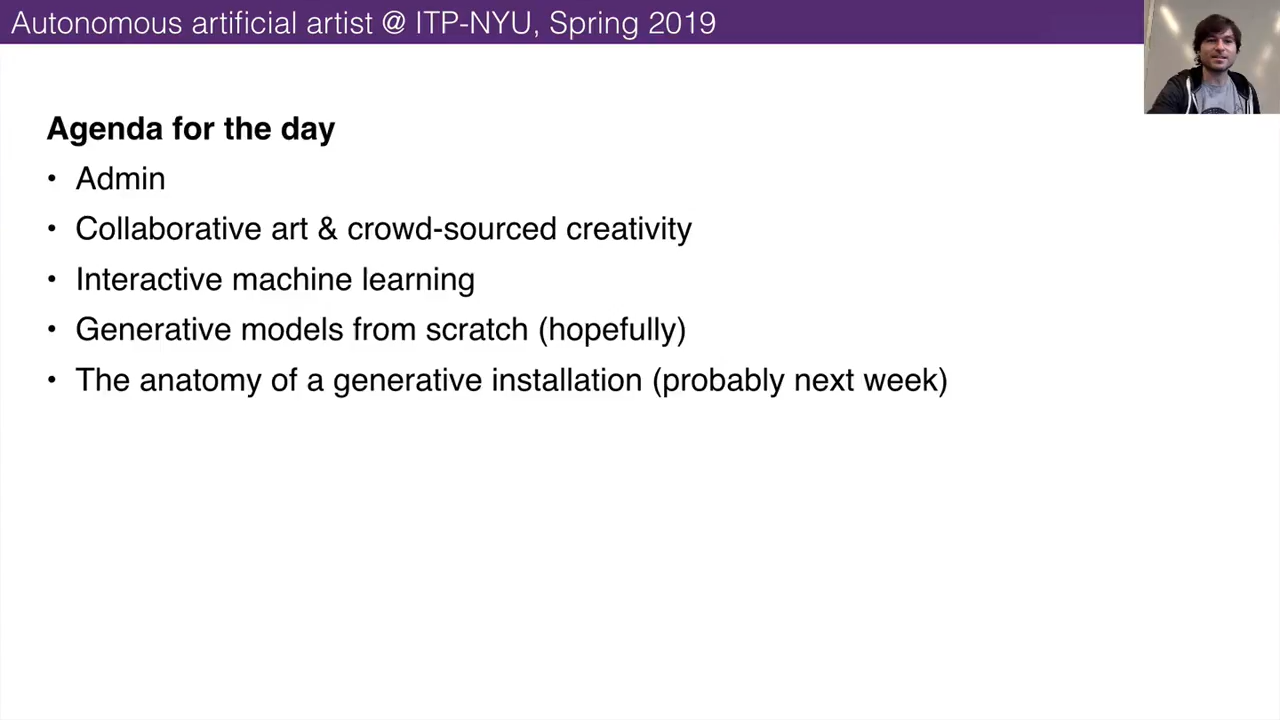 Autonomous artificial artist @ ITP-NYU, Spring 2019
Agenda for the day
• Admin
• Collaborative art & crowd-sourced creativity
• Interactive machine learning
• Generative models from scratch (hopefully)
• The anatomy of a generative installation (probably next week)